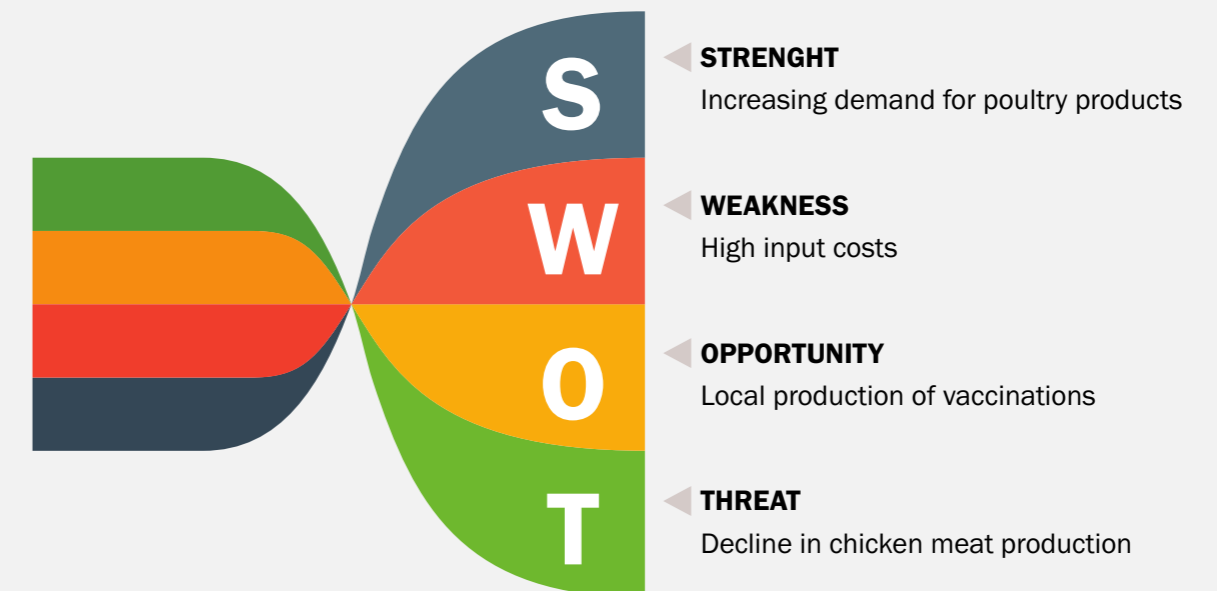 S
STRENGHT
Increasing demand for poultry products
W
WEAKNESS
High input costs
O
OPPORTUNITY
Local production of vaccinations
T
THREAT
Decline in chicken meat production